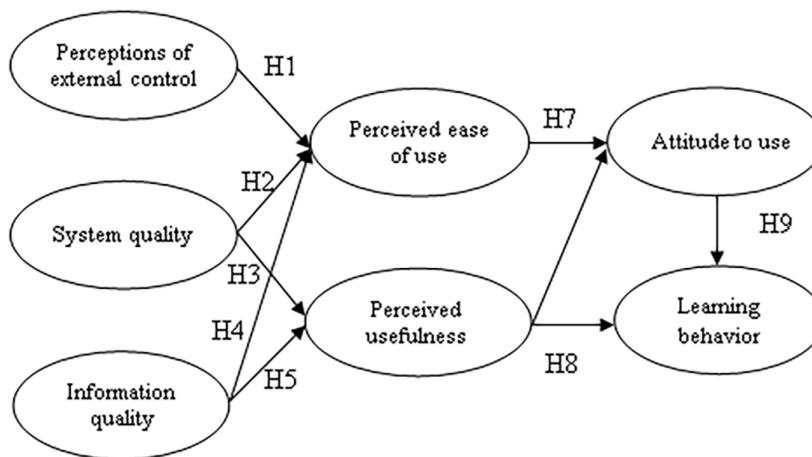 Perceptions of
external control
H1
Perceived ease
of use
H7
Attitude to use
H2
System quality
H3
H9
Perceived
usefulness
Learning
behavior
H4
H5
H8
Information
quality